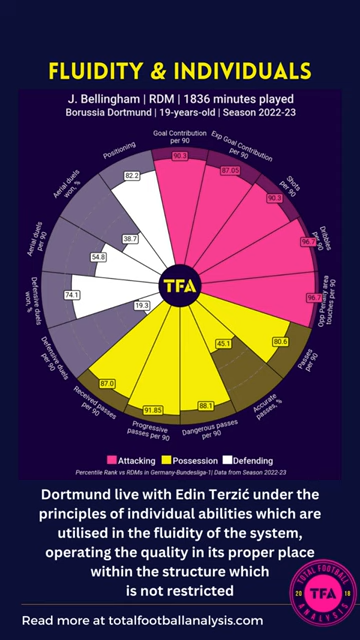 FLUIDITY & INDIVIDUALS
J. Bellingham | RDM | 1836 minutes played
Borussia Dortmund | 19-years-old | Season 2022-23
Goal Contribution
per 90
Exp Goal Contribution
per 90
Shots
per 90
Dribbles
per 90
Opp Penalty area
touches per 90
Passes
per 90
Accurate
passes, %
Dangerous passes
per 90
Progressive
passes per 90
Received passes
per 90
Defensive duels
per 90
Defensive duels
won, %
Aerial duels
per 90
Aerial duels
won, %
Positioning
90.3
87.05
90.3
96.7
96.7
80.6
45.1
88.1
91.85
87.0
19.3
74.1
54.8
38.7
82.2
TFA
Attacking Possession Defending
Percentile Rank vs RDMs in Germany-Bundesliga-1| Data from Season 2022-23
Dortmund live with Edin Terzić under the
principles of individual abilities which are
utilised in the fluidity of the system,
operating the quality in its proper place
within the structure which
is not restricted
TOTAL FOOTBALL
20 TFA 18
ANALYSIS
Read more at totalfootballanalysis.com